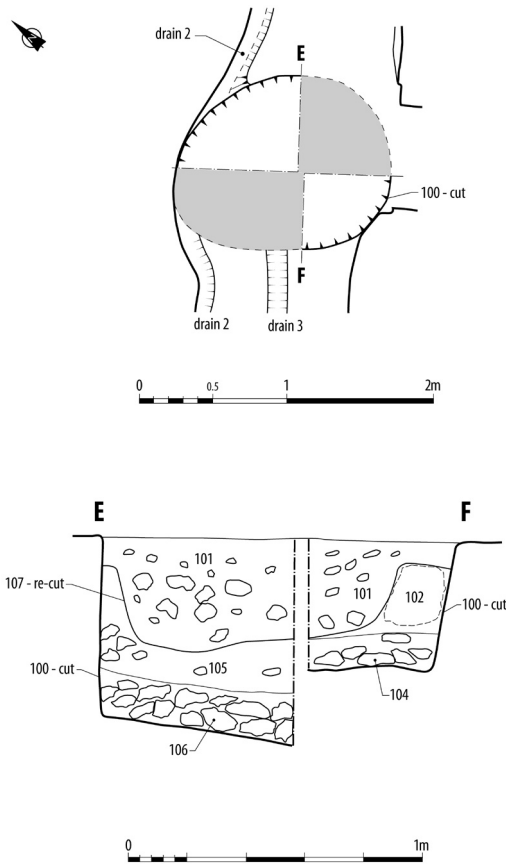 drain 2
E
100 - cut
F
drain 2
drain 3
0 0.5 1 2m
E F
101
107 - re-cut
101 102
100 - cut
105
100 - cut
104
106
0 1m